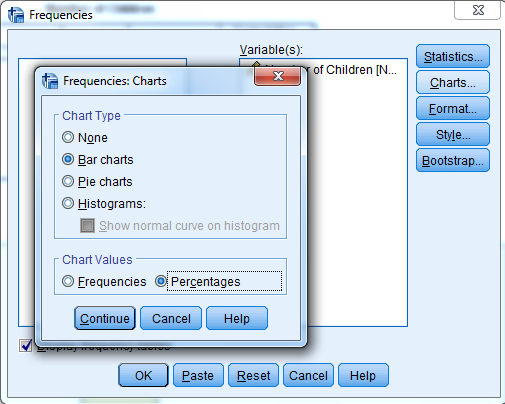 Frequencies
Variable(s):
of Children [N...
Statistics...
Charts...
Format...
Style...
Bootstrap...
Frequencies: Charts
Chart Type
None
Bar charts
Pie charts
Histograms:
Show normal curve on histogram
Chart Values
Frequencies
Percentages
Continue
Cancel
Help
Display frequency tables
OK
Paste
Reset
Cancel
Help